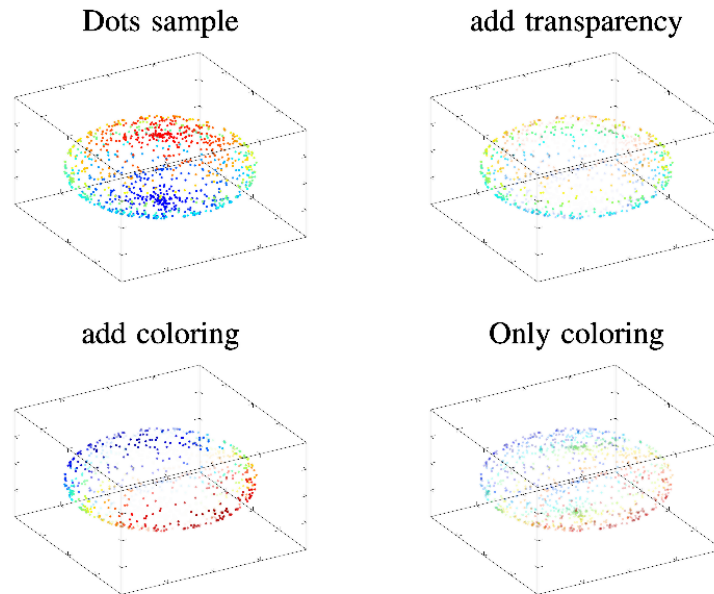 Dots sample
add transparency
add coloring
Only coloring